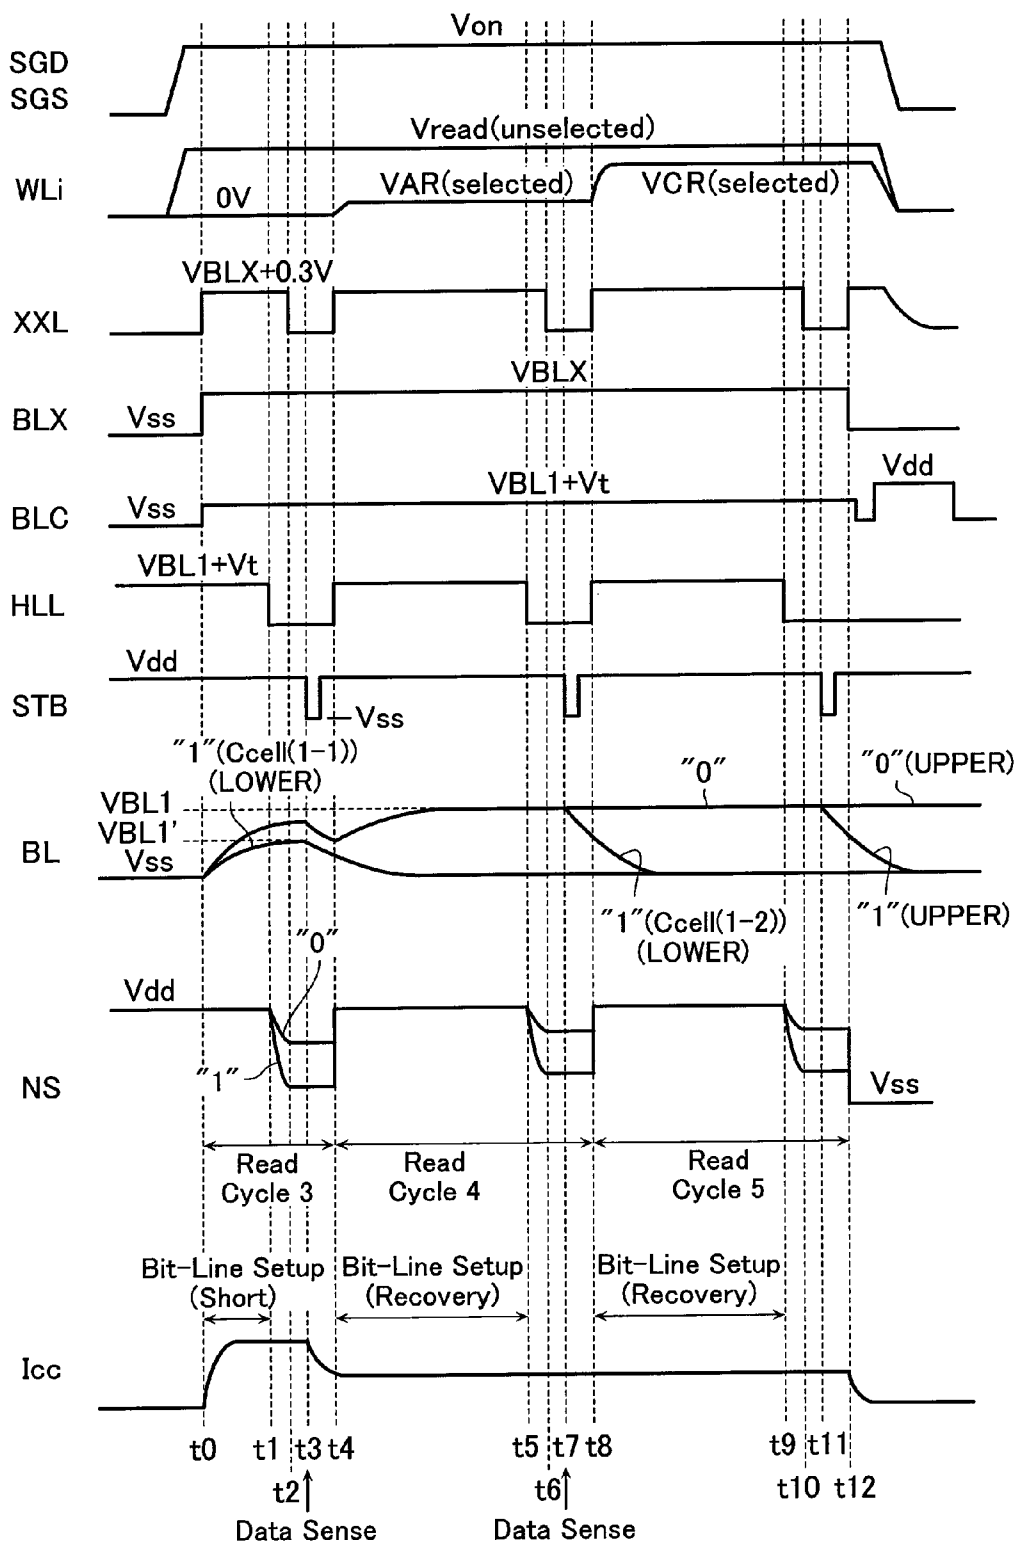 Von
SGD
SGS
Vread(unselected)
WLi
0V
VAR(selected)
VCR(selected)
VBLX+0.3V
XXL
VBLX
BLX
Vss
Vdd
VBL1+Vt
BLC
Vss
VBL1+Vt
HLL
Vdd
STB
Vss
"1"(Ccell(1-1))
(LOWER)
"0"
"0"(UPPER)
VBL1
VBL1'
BL
Vss
"1"(Ccell(1-2))
(LOWER)
"1"(UPPER)
"0"
Vdd
"1"
NS
Vss
Read
Cycle 3
Read
Cycle 4
Read
Cycle 5
Bit-Line Setup
(Short)
Bit-Line Setup
(Recovery)
Bit-Line Setup
(Recovery)
Icc
t0 t1 t3 t4 t5 t7 t8 t9 t11
t2 t6 t10 t12
Data Sense
Data Sense